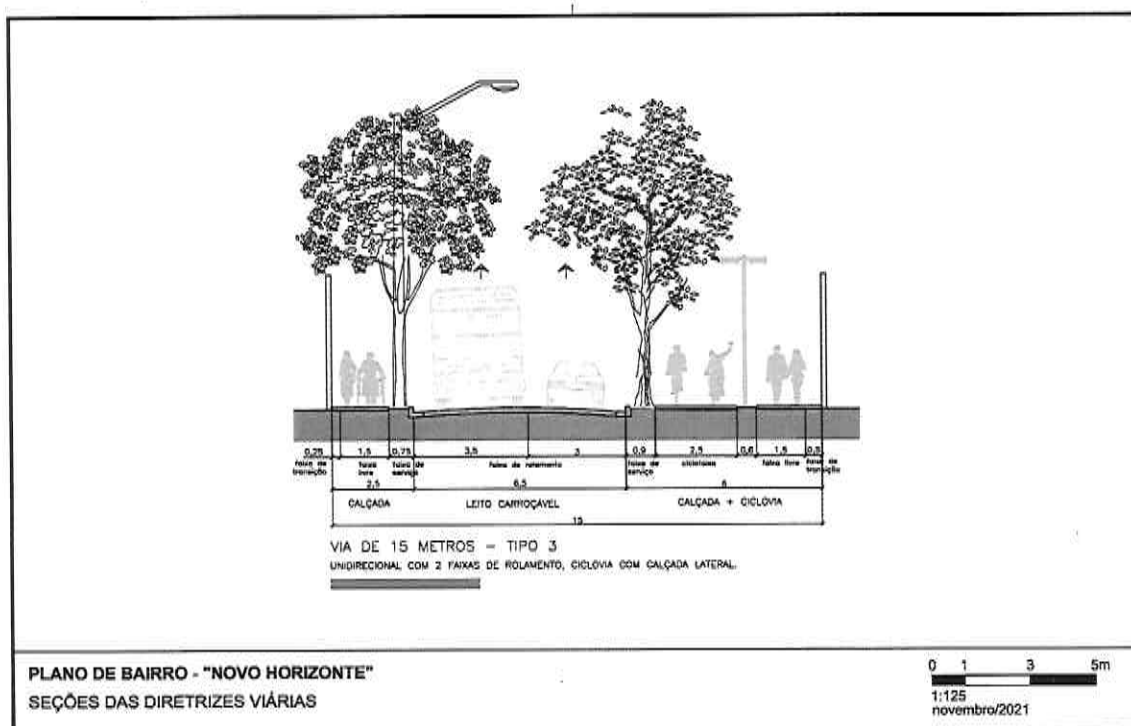 0,25 1,5 0,75 3,5 3 0,9 2,5 0,6 1,5 0,5
faixa de transição faixa livre faixa de serviço faixa de rolamento faixa de serviço ciclofaixa faixa livre faixa de transição
2,5 6,5 6
CALÇADA LEITO CARROÇÁVEL CALÇADA + CICLOVIA
15
VIA DE 15 METROS - TIPO 3
UNIDIRECIONAL COM 2 FAIXAS DE ROLAMENTO, CICLOVIA COM CALÇADA LATERAL.
PLANO DE BAIRRO - "NOVO HORIZONTE"
SEÇÕES DAS DIRETRIZES VIÁRIAS
0 1 3 5m
1:125
novembro/2021